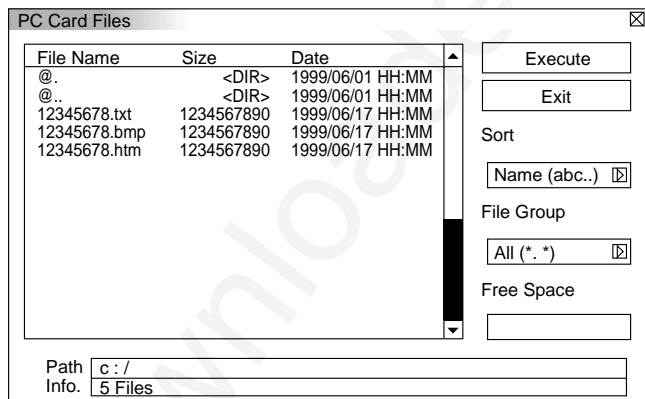 PC Card Files
File Name Size Date
@. <DIR> 1999/06/01 HH:MM
@.. <DIR> 1999/06/01 HH:MM
12345678.txt 1234567890 1999/06/17 HH:MM
12345678.bmp 1234567890 1999/06/17 HH:MM
12345678.htm 1234567890 1999/06/17 HH:MM
Execute
Exit
Sort
Name (abc..)
File Group
All (*. *)
Free Space
Path c : /
Info. 5 Files